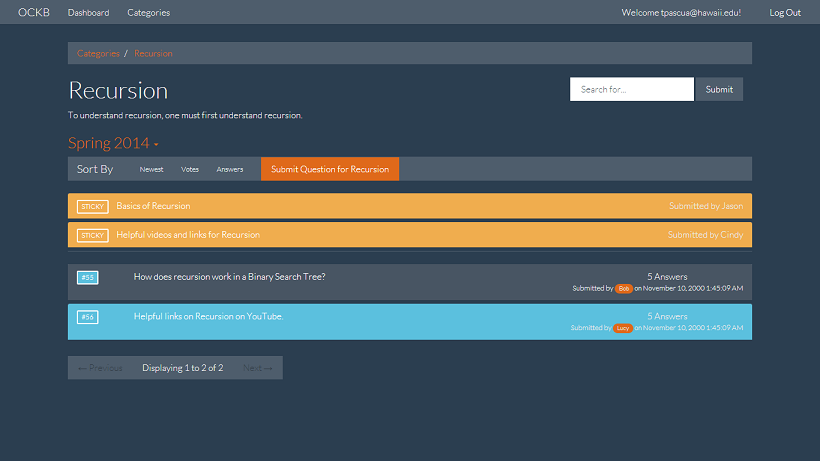 OCKB Dashboard Categories Welcome tpascua@hawaii.edu! Log Out
Categories / Recursion
Recursion
Search for... Submit
To understand recursion, one must first understand recursion.
Spring 2014
Sort By Newest Votes Answers Submit Question for Recursion
STICKY Basics of Recursion Submitted by Jason
STICKY Helpful videos and links for Recursion Submitted by Cindy
#53 How does recursion work in a Binary Search Tree? 5 Answers
Submitted by Bob on November 10, 2000 1:45:09 AM
#56 Helpful links on Recursion on YouTube. 5 Answers
Submitted by Lucy on November 10, 2000 1:45:09 AM
← Previous Displaying 1 to 2 of 2 Next →